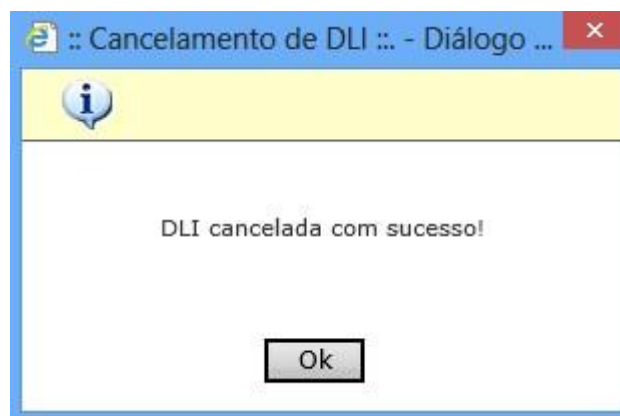 :: Cancelamento de DLI ::. - Diálogo ...
DLI cancelada com sucesso!
Ok